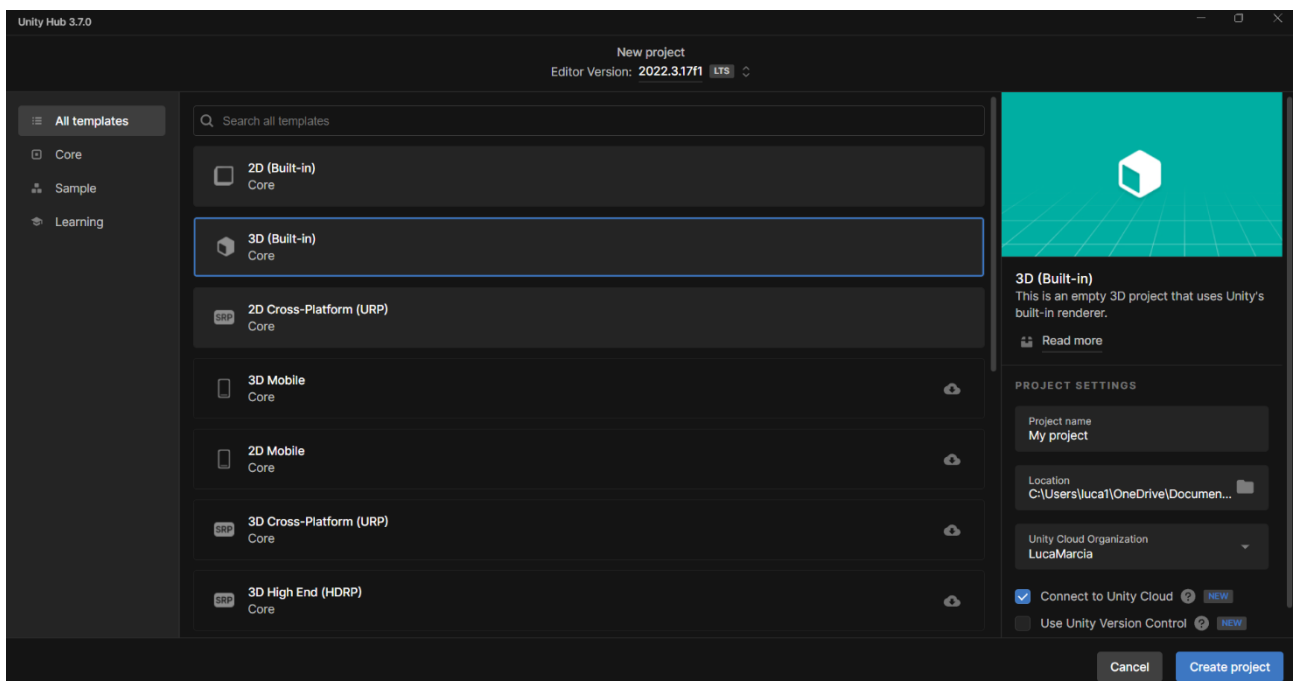 Unity Hub 3.7.0
New project
Editor Version: 2022.3.17f1 LTS
All templates
Core
Sample
Learning
Search all templates
2D (Built-in)
Core
3D (Built-in)
Core
SRP
2D Cross-Platform (URP)
Core
3D Mobile
Core
2D Mobile
Core
SRP
3D Cross-Platform (URP)
Core
SRP
3D High End (HDRP)
Core
3D (Built-in)
This is an empty 3D project that uses Unity's
built-in renderer.
Read more
PROJECT SETTINGS
Project name
My project
Location
C:\Users\luca1\OneDrive\Documen...
Unity Cloud Organization
LucaMarcia
Connect to Unity Cloud ? NEW
Use Unity Version Control ? NEW
Cancel
Create project